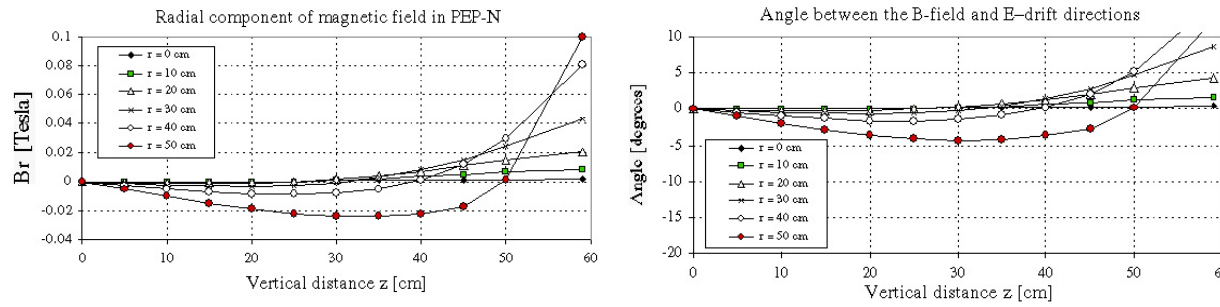 Radial component of magnetic field in PEP-N
Br [Tesla]
0.1
0.08
0.06
0.04
0.02
0
-0.02
-0.04
r = 0 cm
r = 10 cm
r = 20 cm
r = 30 cm
r = 40 cm
r = 50 cm
0 10 20 30 40 50 60
Vertical distance z [cm]
Angle between the B-field and E–drift directions
Angle [degrees]
10
5
0
-5
-10
-15
-20
r = 0 cm
r = 10 cm
r = 20 cm
r = 30 cm
r = 40 cm
r = 50 cm
0 10 20 30 40 50 6
Vertical distance z [cm]